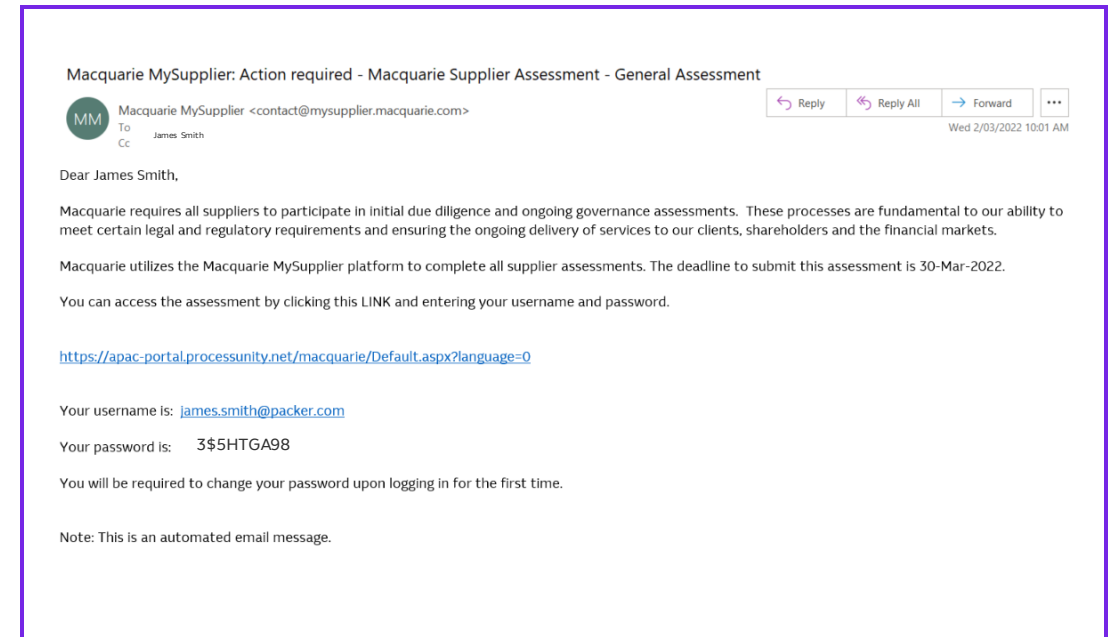 Macquarie MySupplier: Action required - Macquarie Supplier Assessment - General Assessment
MM
Macquarie MySupplier <contact@mysupplier.macquarie.com>
To James Smith
Cc
Reply
Reply All
Forward
...
Wed 2/03/2022 10:01 AM
Dear James Smith,
Macquarie requires all suppliers to participate in initial due diligence and ongoing governance assessments. These processes are fundamental to our ability to
meet certain legal and regulatory requirements and ensuring the ongoing delivery of services to our clients, shareholders and the financial markets.
Macquarie utilizes the Macquarie MySupplier platform to complete all supplier assessments. The deadline to submit this assessment is 30-Mar-2022.
You can access the assessment by clicking this LINK and entering your username and password.
https://apac-portal.processunity.net/macquarie/Default.aspx?language=0
Your username is: james.smith@packer.com
Your password is: 3$5HTGA98
You will be required to change your password upon logging in for the first time.
Note: This is an automated email message.